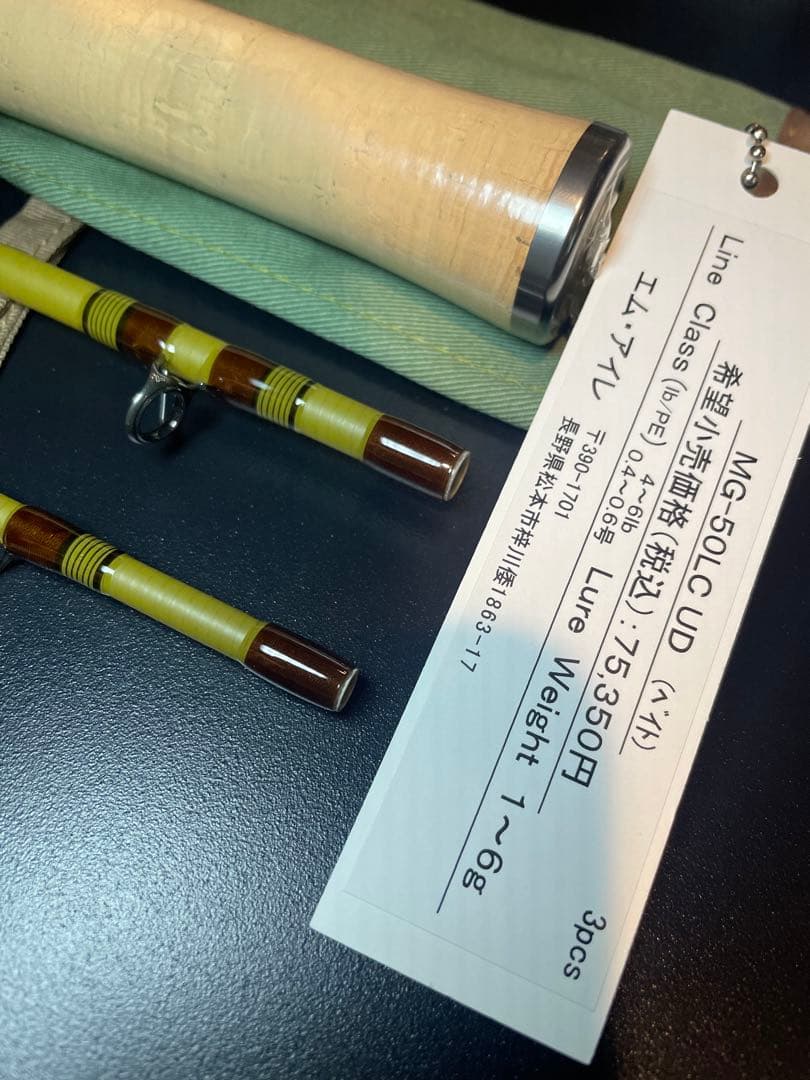 MG-50LC UD (ベイト) 3pcs
希望小売価格(税込):75,350円
Line Class (lb/PE) 4~6lb 0.4~0.6号 Lure Weight 1~6g
エム・アイレ 〒390-1701
長野県松本市梓川倭1863-17